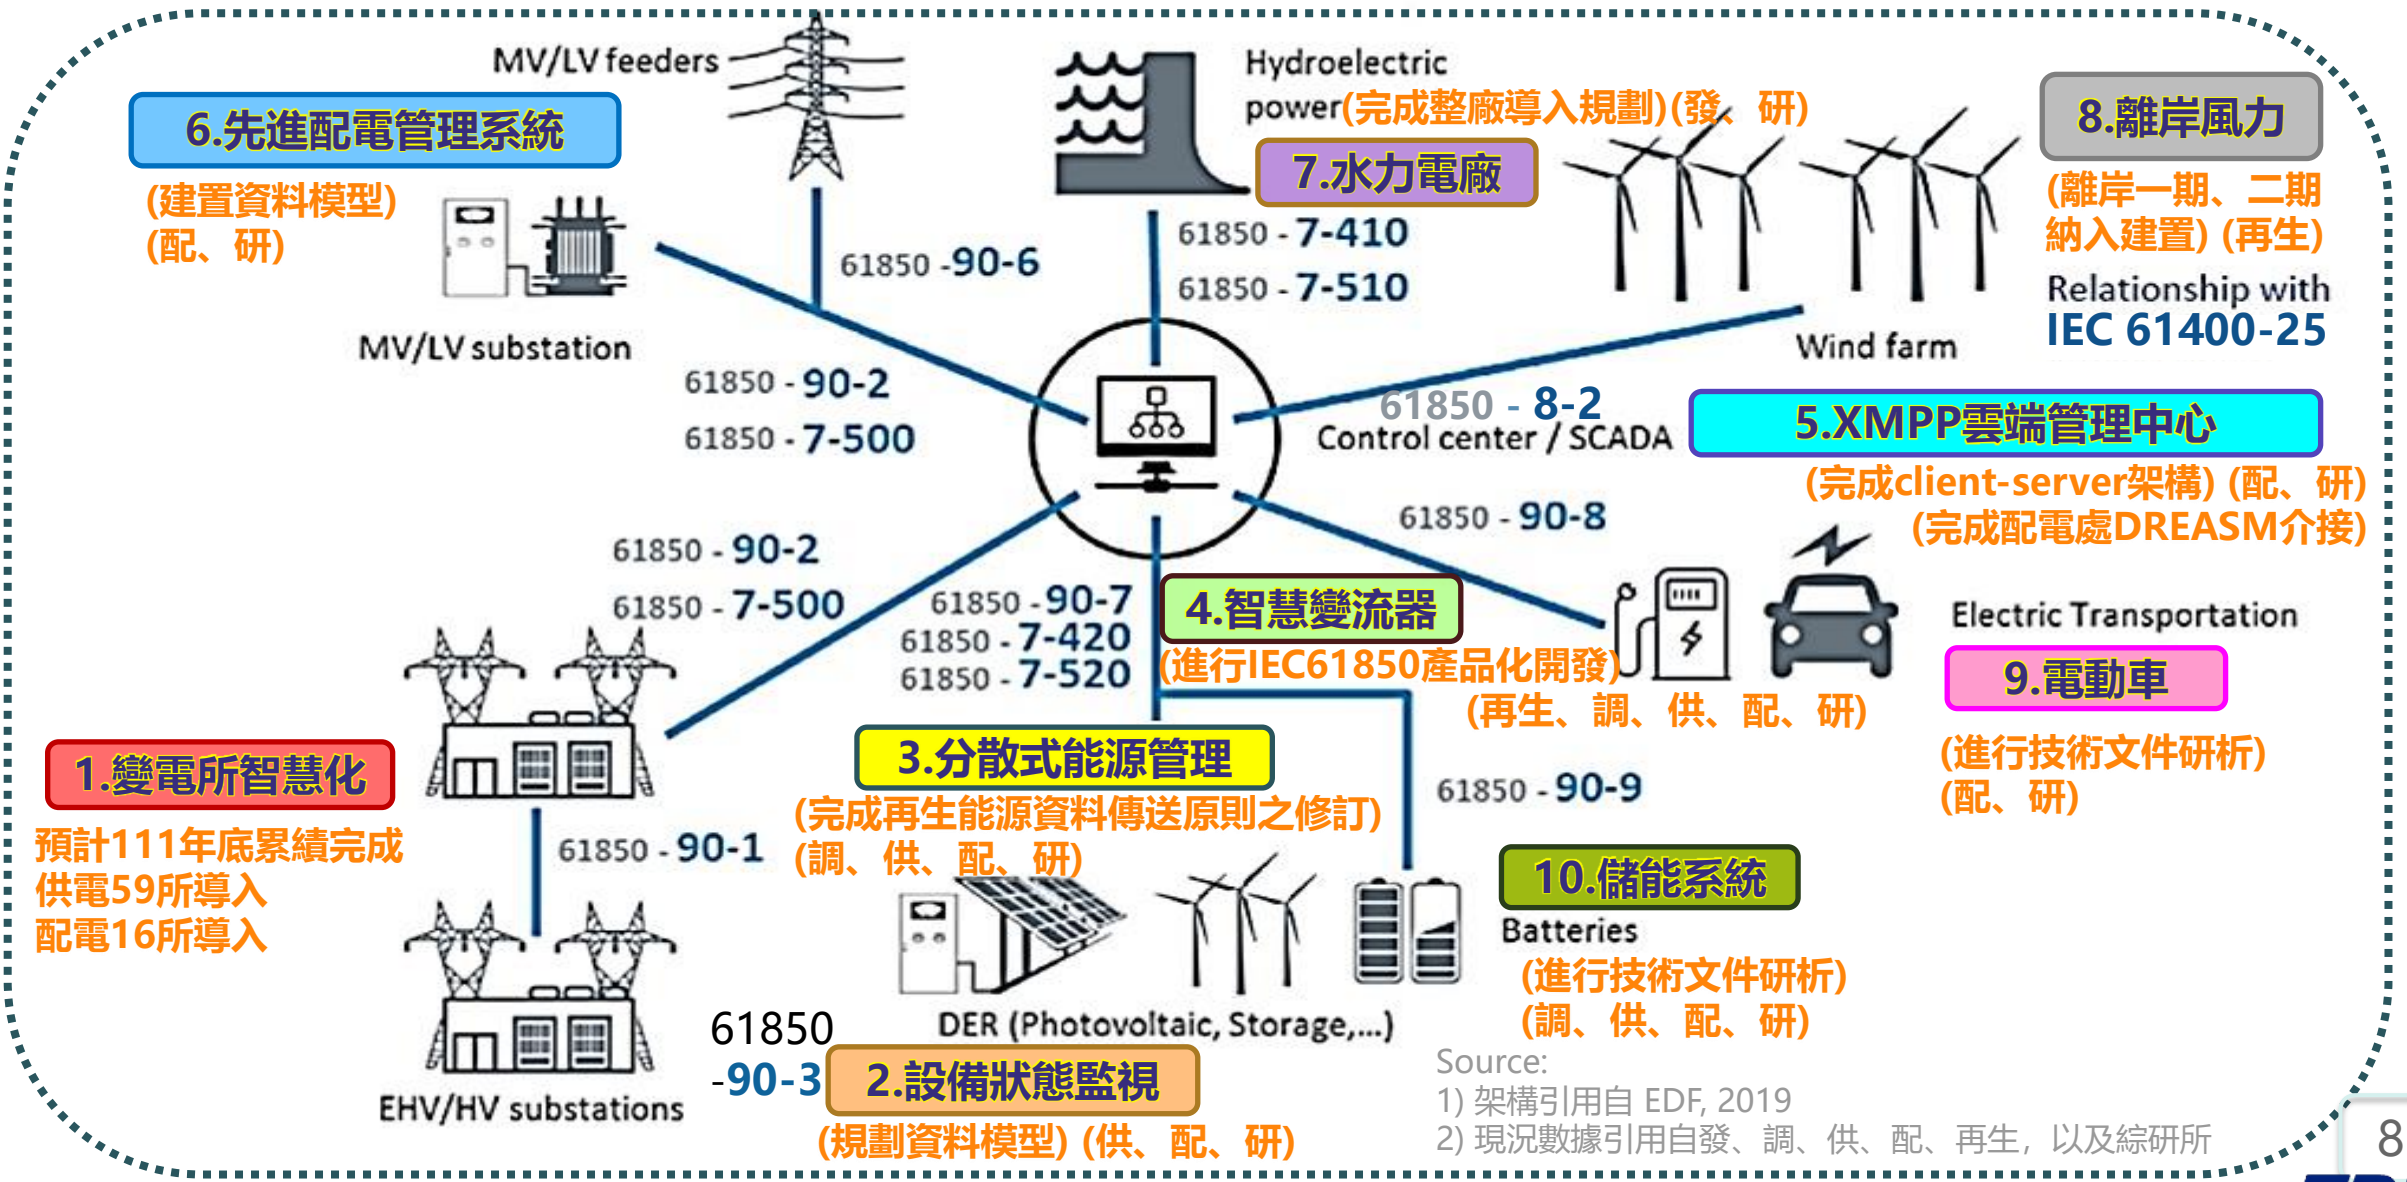 MV/LV feeders
6.先進配電管理系統
(建置資料模型)
(配、研)
MV/LV substation
61850 -90-6
61850 - 90-2
61850 - 7-500
Hydroelectric
power(完成整廠導入規劃)(發、研)
7.水力電廠
61850 - 7-410
61850 - 7-510
8.離岸風力
(離岸一期、二期
納入建置) (再生)
Relationship with
IEC 61400-25
Wind farm
61850 - 8-2
Control center / SCADA
5.XMPP雲端管理中心
(完成client-server架構) (配、研)
(完成配電處DREASM介接)
61850 - 90-8
Electric Transportation
9.電動車
(進行技術文件研析)
(配、研)
61850 - 90-2
61850 - 7-500
61850 - 90-7
61850 - 7-420
61850 - 7-520
4.智慧變流器
(進行IEC61850產品化開發)
(再生、調、供、配、研)
1.變電所智慧化
預計111年底累績完成
供電59所導入
配電16所導入
61850 - 90-1
3.分散式能源管理
(完成再生能源資料傳送原則之修訂)
(調、供、配、研)
61850 - 90-9
10.儲能系統
Batteries
(進行技術文件研析)
(調、供、配、研)
DER (Photovoltaic, Storage,...)
EHV/HV substations
61850
-90-3
2.設備狀態監視
(規劃資料模型) (供、配、研)
Source:
1) 架構引用自 EDF, 2019
2) 現況數據引用自發、調、供、配、再生，以及綜研所
8